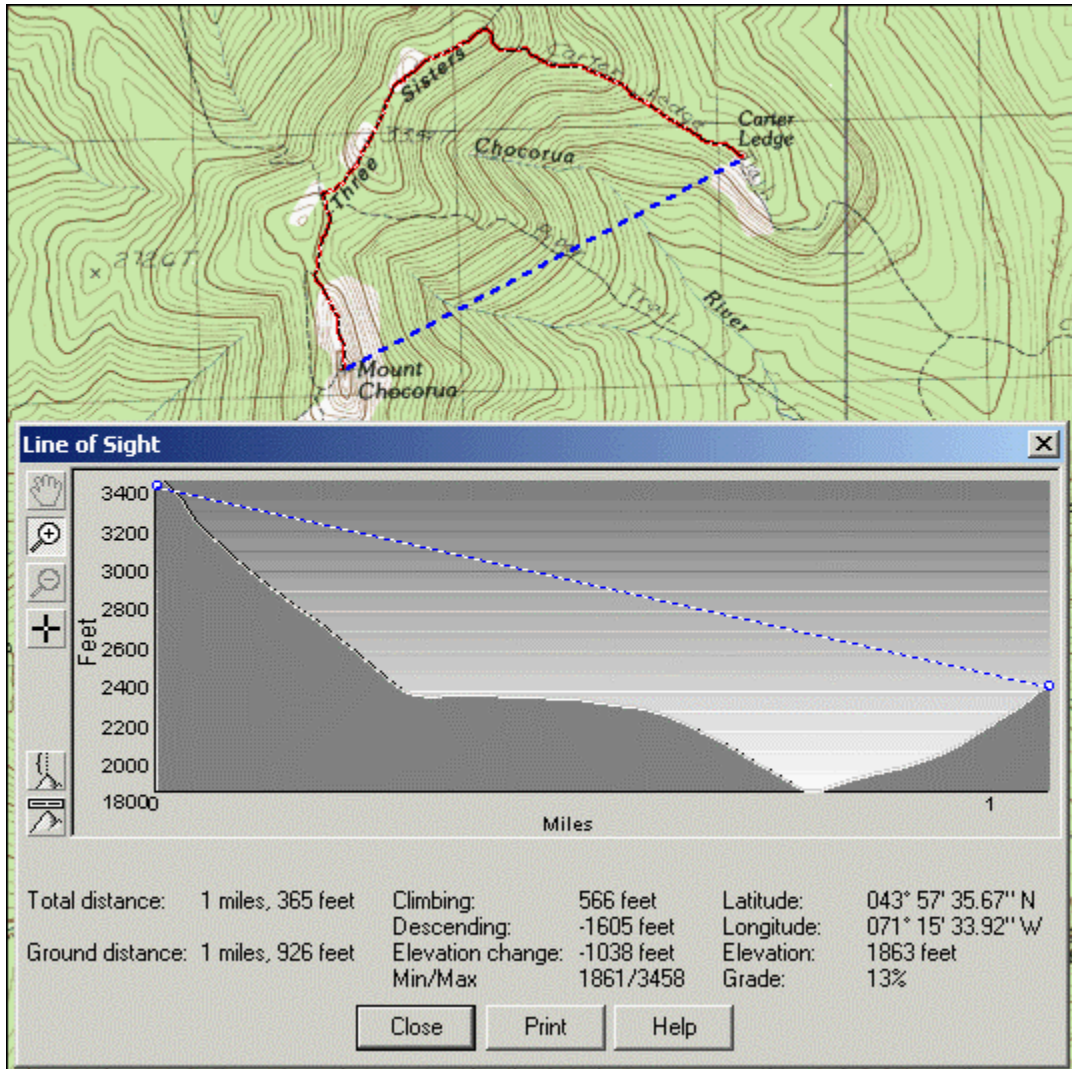 Sisters
Carter Ledge
Carter
Ledge
Chocorua
Three
River
Trail
Mount
Chocorua
Line of Sight
3400
3200
3000
2800
2600
2400
2200
2000
1800
Feet
0
1
Miles
Total distance: 1 miles, 365 feet Climbing: 566 feet Latitude: 043° 57' 35.67'' N
Descending: -1605 feet Longitude: 071° 15' 33.92'' W
Ground distance: 1 miles, 926 feet Elevation change: -1038 feet Elevation: 1863 feet
Min/Max 1861/3458 Grade: 13%
Close Print Help